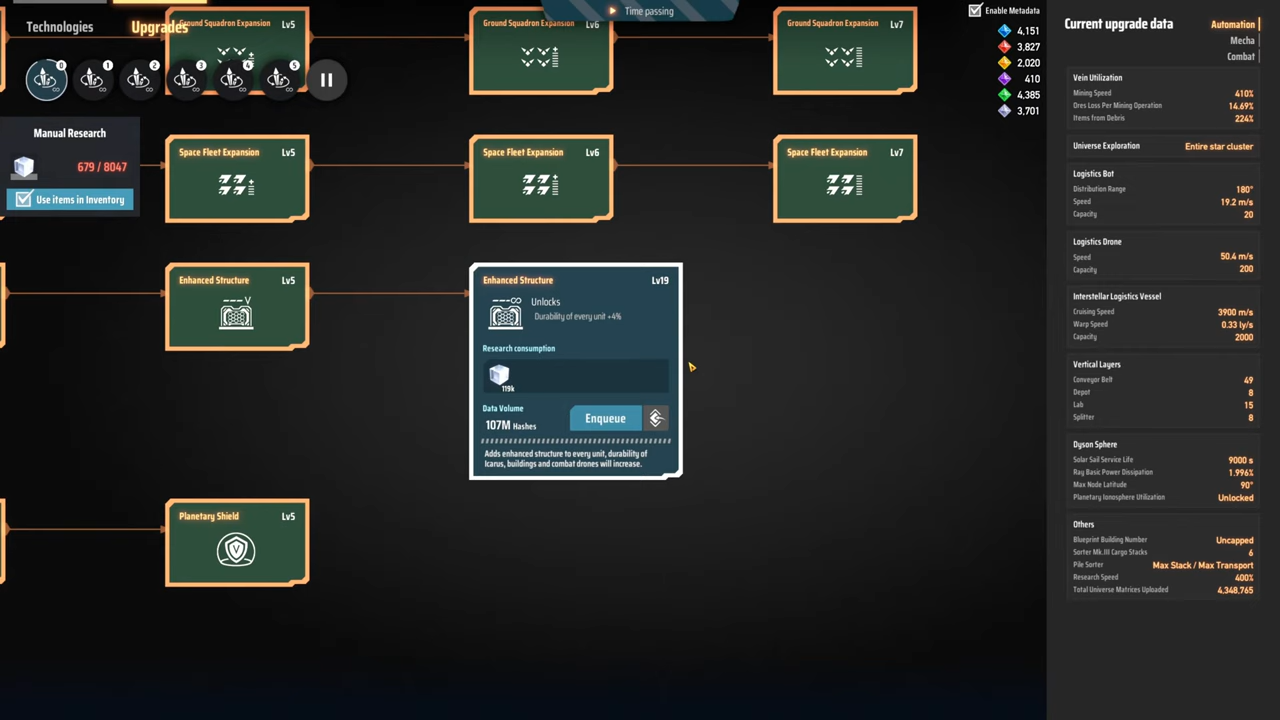 Time passing
Technologies
Upgrades
0
1
2
3
4
5
Manual Research
679 / 8047
Use items in Inventory
Ground Squadron Expansion Lv5
Ground Squadron Expansion Lv6
Ground Squadron Expansion Lv7
Space Fleet Expansion Lv5
Space Fleet Expansion Lv6
Space Fleet Expansion Lv7
Enhanced Structure Lv5
V
Enhanced Structure Lv19
Unlocks
Durability of every unit +4%
Research consumption
119k
Data Volume
107M Hashes
Enqueue
Adds enhanced structure to every unit, durability of
Icarus, buildings and combat drones will increase.
Planetary Shield Lv5
V
Enable Metadata
4,151
3,827
2,020
410
4,385
3,701
Current upgrade data
Automation
Mecha
Combat
Vein Utilization
Mining Speed 410%
Ores Loss Per Mining Operation 14.69%
Items from Debris 224%
Universe Exploration Entire star cluster
Logistics Bot
Distribution Range 180°
Speed 19.2 m/s
Capacity 20
Logistics Drone
Speed 50.4 m/s
Capacity 200
Interstellar Logistics Vessel
Cruising Speed 3900 m/s
Warp Speed 0.33 ly/s
Capacity 2000
Vertical Layers
Conveyor Belt 49
Depot 8
Lab 15
Splitter 8
Dyson Sphere
Solar Sail Service Life 9000 s
Ray Basic Power Dissipation 1.996%
Max Node Latitude 90°
Planetary Ionosphere Utilization Unlocked
Others
Blueprint Building Number Uncapped
Sorter Mk.III Cargo Stacks 6
Pile Sorter Max Stack / Max Transport
Research Speed 400%
Total Universe Matrices Uploaded 4,348,765